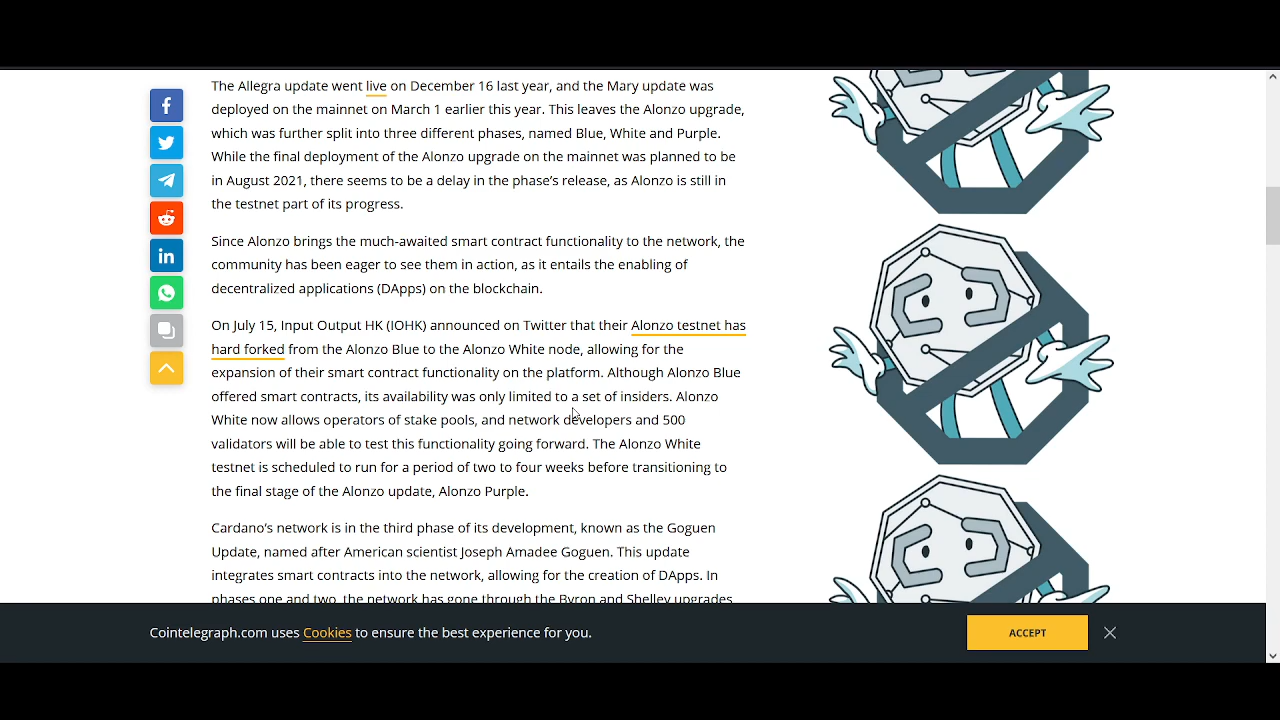 The Allegra update went live on December 16 last year, and the Mary update was
deployed on the mainnet on March 1 earlier this year. This leaves the Alonzo upgrade,
which was further split into three different phases, named Blue, White and Purple.
While the final deployment of the Alonzo upgrade on the mainnet was planned to be
in August 2021, there seems to be a delay in the phase’s release, as Alonzo is still in
the testnet part of its progress.
Since Alonzo brings the much-awaited smart contract functionality to the network, the
community has been eager to see them in action, as it entails the enabling of
decentralized applications (DApps) on the blockchain.
On July 15, Input Output HK (IOHK) announced on Twitter that their Alonzo testnet has
hard forked from the Alonzo Blue to the Alonzo White node, allowing for the
expansion of their smart contract functionality on the platform. Although Alonzo Blue
offered smart contracts, its availability was only limited to a set of insiders. Alonzo
White now allows operators of stake pools, and network developers and 500
validators will be able to test this functionality going forward. The Alonzo White
testnet is scheduled to run for a period of two to four weeks before transitioning to
the final stage of the Alonzo update, Alonzo Purple.
Cardano’s network is in the third phase of its development, known as the Goguen
Update, named after American scientist Joseph Amadee Goguen. This update
integrates smart contracts into the network, allowing for the creation of DApps. In
phases one and two, the network has gone through the Byron and Shelley upgrades
Cointelegraph.com uses Cookies to ensure the best experience for you.
ACCEPT